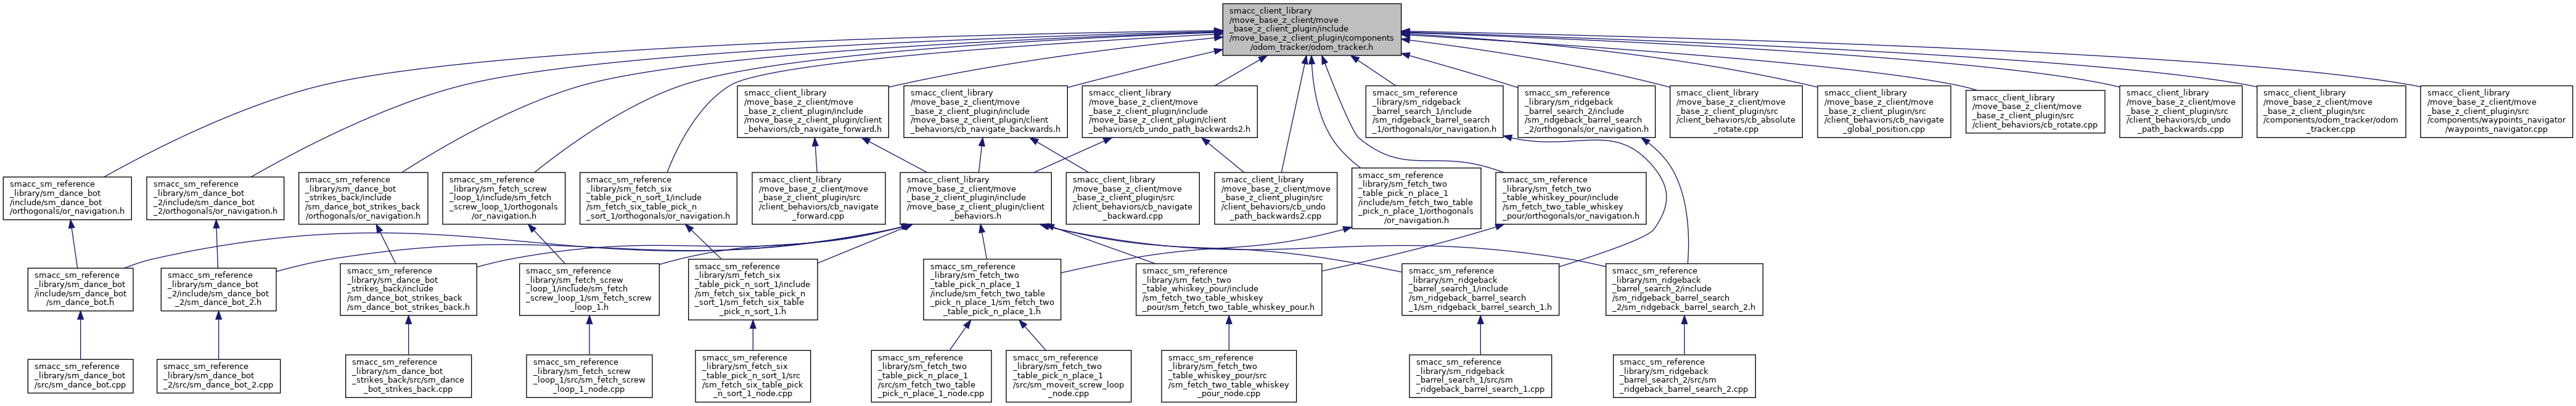 smacc_client_library
/move_base_z_client/move
_base_z_client_plugin/include
/move_base_z_client_plugin/components
/odom_tracker/odom_tracker.h
smacc_client_library
/move_base_z_client/move
_base_z_client_plugin/include
/move_base_z_client_plugin/client
_behaviors/cb_navigate_forward.h
smacc_client_library
/move_base_z_client/move
_base_z_client_plugin/include
/move_base_z_client_plugin/client
_behaviors/cb_navigate_backwards.h
smacc_client_library
/move_base_z_client/move
_base_z_client_plugin/include
/move_base_z_client_plugin/client
_behaviors/cb_undo_path_backwards2.h
smacc_sm_reference
_library/sm_ridgeback
_barrel_search_1/include
/sm_ridgeback_barrel_search
_1/orthogonals/or_navigation.h
smacc_sm_reference
_library/sm_ridgeback
_barrel_search_2/include
/sm_ridgeback_barrel_search
_2/orthogonals/or_navigation.h
smacc_client_library
/move_base_z_client/move
_base_z_client_plugin/src
/client_behaviors/cb_absolute
_rotate.cpp
smacc_client_library
/move_base_z_client/move
_base_z_client_plugin/src
/client_behaviors/cb_navigate
_global_position.cpp
smacc_client_library
/move_base_z_client/move
_base_z_client_plugin/src
/client_behaviors/cb_rotate.cpp
smacc_client_library
/move_base_z_client/move
_base_z_client_plugin/src
/client_behaviors/cb_undo
_path_backwards.cpp
smacc_client_library
/move_base_z_client/move
_base_z_client_plugin/src
/components/odom_tracker/odom
_tracker.cpp
smacc_client_library
/move_base_z_client/move
_base_z_client_plugin/src
/components/waypoints_navigator
/waypoints_navigator.cpp
smacc_sm_reference
_library/sm_dance_bot
/include/sm_dance_bot
/orthogonals/or_navigation.h
smacc_sm_reference
_library/sm_dance_bot
_2/include/sm_dance_bot
_2/orthogonals/or_navigation.h
smacc_sm_reference
_library/sm_dance_bot
_strikes_back/include
/sm_dance_bot_strikes_back
/orthogonals/or_navigation.h
smacc_sm_reference
_library/sm_fetch_screw
_loop_1/include/sm_fetch
_screw_loop_1/orthogonals
/or_navigation.h
smacc_sm_reference
_library/sm_fetch_six
_table_pick_n_sort_1/include
/sm_fetch_six_table_pick_n
_sort_1/orthogonals/or_navigation.h
smacc_client_library
/move_base_z_client/move
_base_z_client_plugin/src
/client_behaviors/cb_navigate
_forward.cpp
smacc_client_library
/move_base_z_client/move
_base_z_client_plugin/include
/move_base_z_client_plugin/client
_behaviors.h
smacc_client_library
/move_base_z_client/move
_base_z_client_plugin/src
/client_behaviors/cb_navigate
_backward.cpp
smacc_client_library
/move_base_z_client/move
_base_z_client_plugin/src
/client_behaviors/cb_undo
_path_backwards2.cpp
smacc_sm_reference
_library/sm_fetch_two
_table_pick_n_place_1
/include/sm_fetch_two_table
_pick_n_place_1/orthogonals
/or_navigation.h
smacc_sm_reference
_library/sm_fetch_two
_table_whiskey_pour/include
/sm_fetch_two_table_whiskey
_pour/orthogonals/or_navigation.h
smacc_sm_reference
_library/sm_dance_bot
/include/sm_dance_bot
/sm_dance_bot.h
smacc_sm_reference
_library/sm_dance_bot
_2/include/sm_dance_bot
_2/sm_dance_bot_2.h
smacc_sm_reference
_library/sm_dance_bot
_strikes_back/include
/sm_dance_bot_strikes_back
/sm_dance_bot_strikes_back.h
smacc_sm_reference
_library/sm_fetch_screw
_loop_1/include/sm_fetch
_screw_loop_1/sm_fetch_screw
_loop_1.h
smacc_sm_reference
_library/sm_fetch_six
_table_pick_n_sort_1/include
/sm_fetch_six_table_pick_n
_sort_1/sm_fetch_six_table
_pick_n_sort_1.h
smacc_sm_reference
_library/sm_fetch_two
_table_pick_n_place_1
/include/sm_fetch_two_table
_pick_n_place_1/sm_fetch_two
_table_pick_n_place_1.h
smacc_sm_reference
_library/sm_fetch_two
_table_whiskey_pour/include
/sm_fetch_two_table_whiskey
_pour/sm_fetch_two_table_whiskey_pour.h
smacc_sm_reference
_library/sm_ridgeback
_barrel_search_1/include
/sm_ridgeback_barrel_search
_1/sm_ridgeback_barrel_search_1.h
smacc_sm_reference
_library/sm_ridgeback
_barrel_search_2/include
/sm_ridgeback_barrel_search
_2/sm_ridgeback_barrel_search_2.h
smacc_sm_reference
_library/sm_dance_bot
/src/sm_dance_bot.cpp
smacc_sm_reference
_library/sm_dance_bot
_2/src/sm_dance_bot_2.cpp
smacc_sm_reference
_library/sm_dance_bot
_strikes_back/src/sm_dance
_bot_strikes_back.cpp
smacc_sm_reference
_library/sm_fetch_screw
_loop_1/src/sm_fetch_screw
_loop_1_node.cpp
smacc_sm_reference
_library/sm_fetch_six
_table_pick_n_sort_1/src
/sm_fetch_six_table_pick
_n_sort_1_node.cpp
smacc_sm_reference
_library/sm_fetch_two
_table_pick_n_place_1
/src/sm_fetch_two_table
_pick_n_place_1_node.cpp
smacc_sm_reference
_library/sm_fetch_two
_table_pick_n_place_1
/src/sm_moveit_screw_loop
_node.cpp
smacc_sm_reference
_library/sm_fetch_two
_table_whiskey_pour/src
/sm_fetch_two_table_whiskey
_pour_node.cpp
smacc_sm_reference
_library/sm_ridgeback
_barrel_search_1/src/sm
_ridgeback_barrel_search_1.cpp
smacc_sm_reference
_library/sm_ridgeback
_barrel_search_2/src/sm
_ridgeback_barrel_search_2.cpp